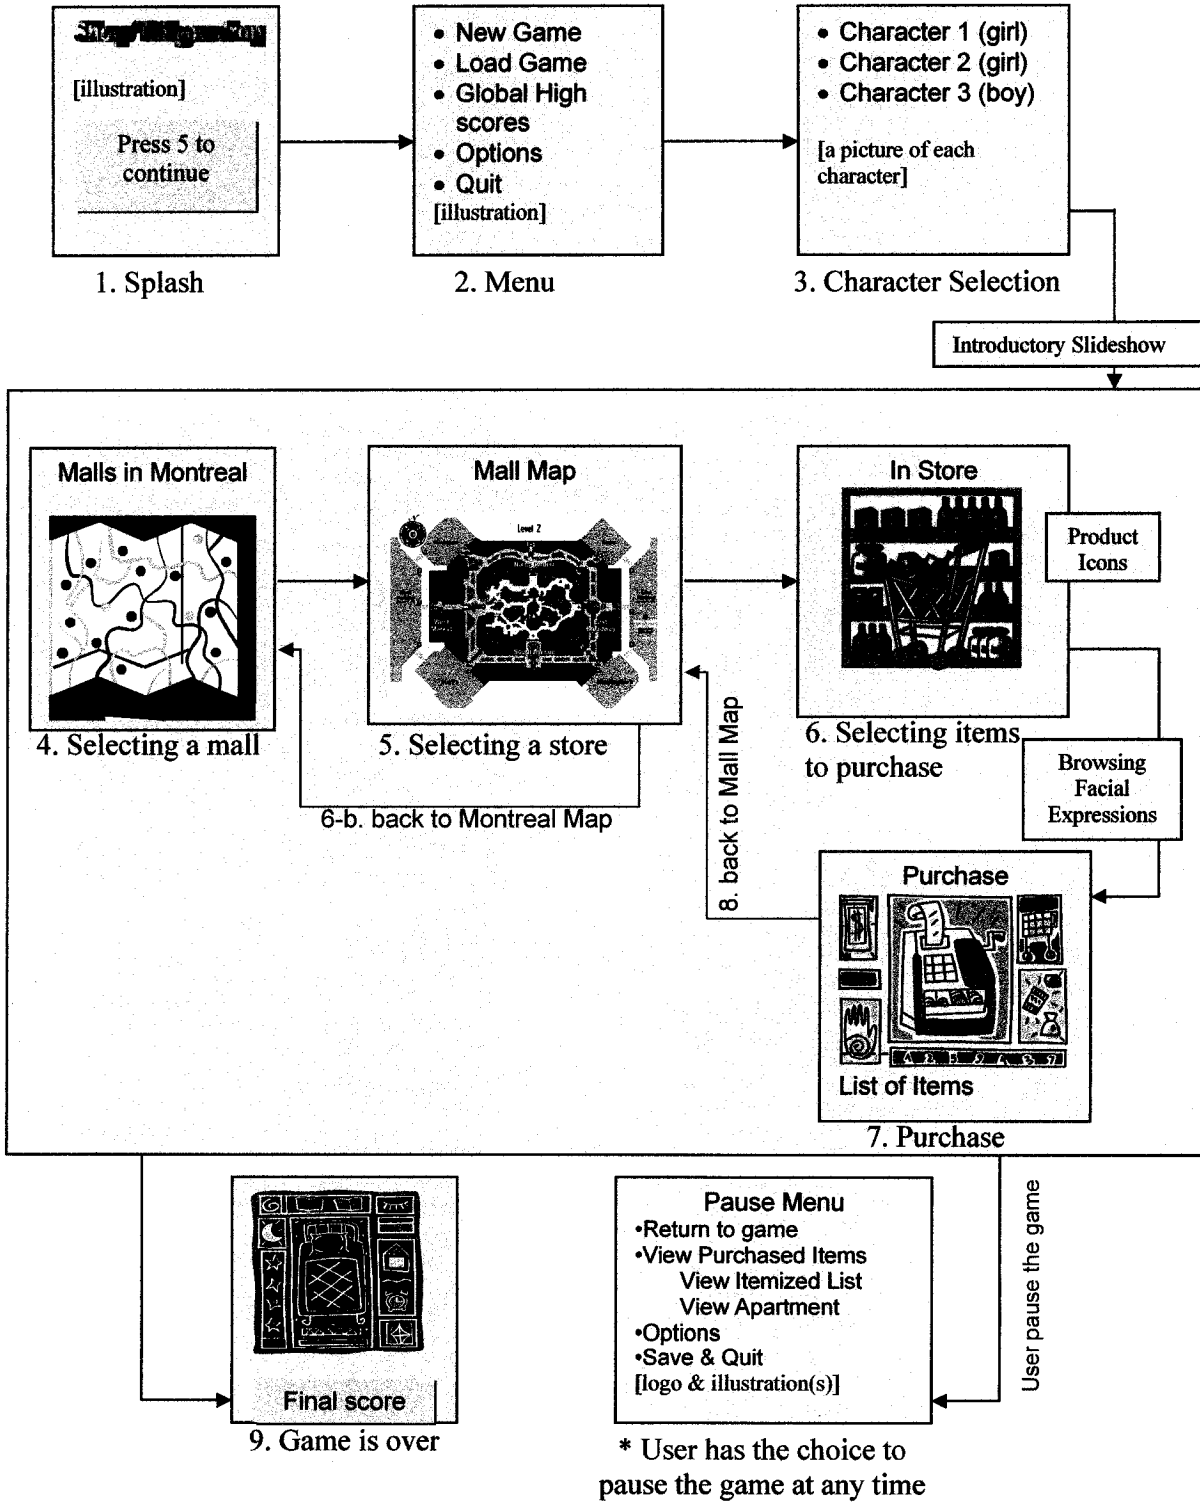 [illustration]
Press 5 to
continue
1. Splash
• New Game
• Load Game
• Global High
scores
• Options
• Quit
[illustration]
2. Menu
• Character 1 (girl)
• Character 2 (girl)
• Character 3 (boy)
[a picture of each
character]
3. Character Selection
Introductory Slideshow
Malls in Montreal
4. Selecting a mall
Mall Map
Level 2
5. Selecting a store
6-b. back to Montreal Map
In Store
Product
Icons
6. Selecting items
to purchase
Browsing
Facial
Expressions
8. back to Mall Map
Purchase
$
List of Items
7. Purchase
Final score
9. Game is over
Pause Menu
•Return to game
•View Purchased Items
View Itemized List
View Apartment
•Options
•Save & Quit
[logo & illustration(s)]
User pause the game
* User has the choice to
pause the game at any time